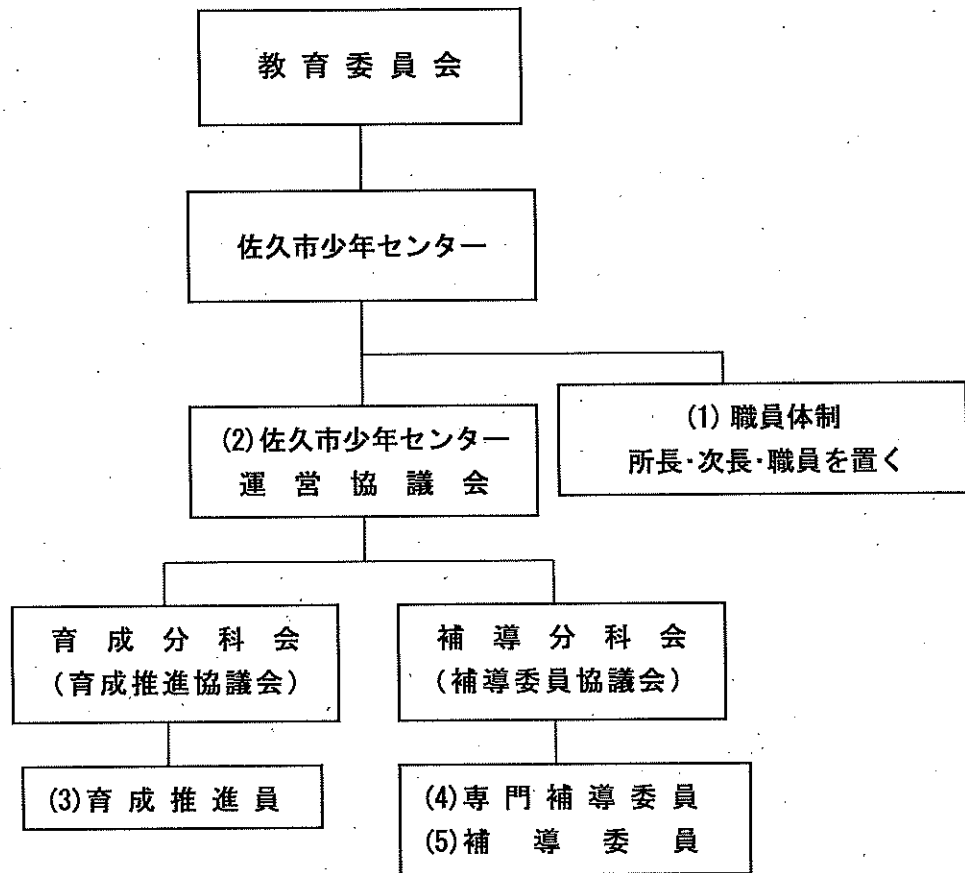 教育委員会
佐久市少年センター
(1)職員体制
所長・次長・職員を置く
(2)佐久市少年センター
運営協議会
育成分科会
(育成推進協議会)
補導分科会
(補導委員協議会)
(3)育成推進員
(4)専門補導委員
(5)補導委員